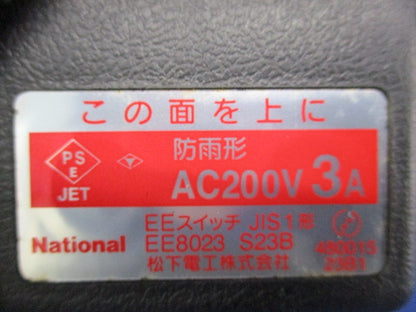 この面を上に
PS
E
JET
防雨形
AC200V 3A
EEスイッチ JIS1形
National EE8023 S23B
松下電工株式会社